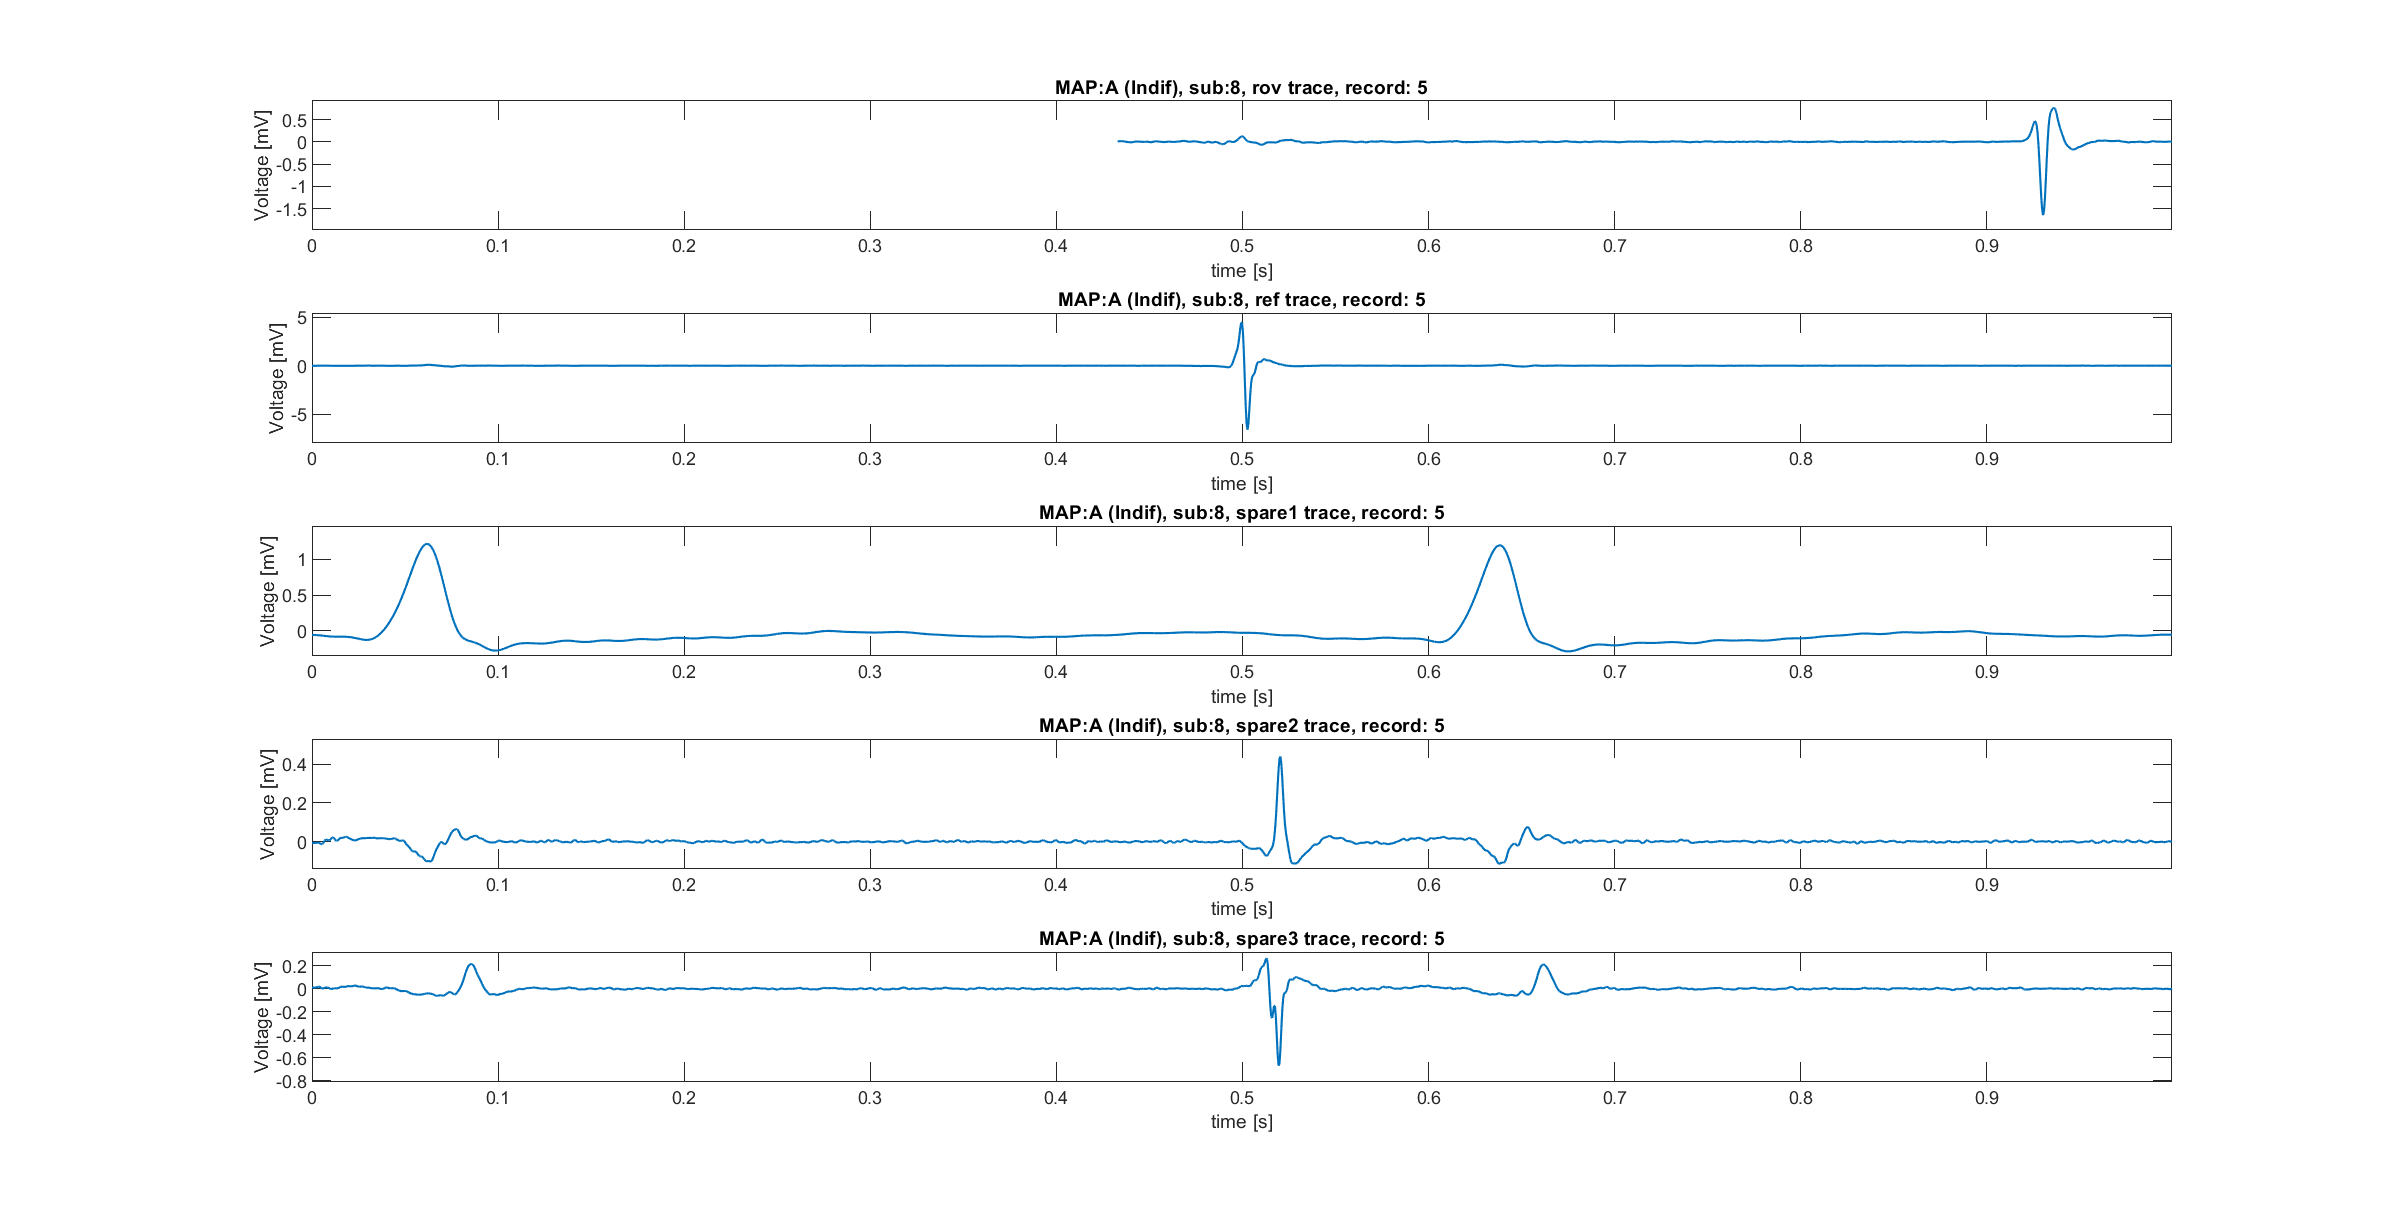 MAP:A (Indif), sub:8, rov trace, record: 5
Voltage [mV]
0.5
0
-0.5
-1
-1.5
0 0.1 0.2 0.3 0.4 0.5 0.6 0.7 0.8 0.9
time [s]
MAP:A (Indif), sub:8, ref trace, record: 5
Voltage [mV]
5
0
-5
0 0.1 0.2 0.3 0.4 0.5 0.6 0.7 0.8 0.9
time [s]
MAP:A (Indif), sub:8, spare1 trace, record: 5
Voltage [mV]
1
0.5
0
0 0.1 0.2 0.3 0.4 0.5 0.6 0.7 0.8 0.9
time [s]
MAP:A (Indif), sub:8, spare2 trace, record: 5
Voltage [mV]
0.4
0.2
0
0 0.1 0.2 0.3 0.4 0.5 0.6 0.7 0.8 0.9
time [s]
MAP:A (Indif), sub:8, spare3 trace, record: 5
Voltage [mV]
0.2
0
-0.2
-0.4
-0.6
-0.8
0 0.1 0.2 0.3 0.4 0.5 0.6 0.7 0.8 0.9
time [s]